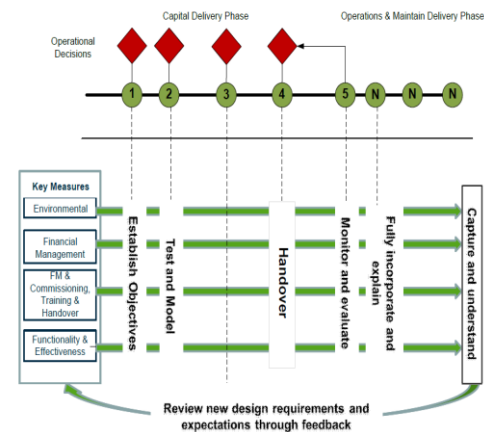 Capital Delivery Phase
Operations & Maintain Delivery Phase
Operational
Decisions
1
2
3
4
5
N
N
N
Key Measures
Environmental
Financial
Management
FM &
Commissioning,
Training &
Handover
Functionality &
Effectiveness
Establish Objectives
Test and Model
Handover
Monitor and evaluate
Fully incorporate and
explain
Capture and understand
Review new design requirements and
expectations through feedback